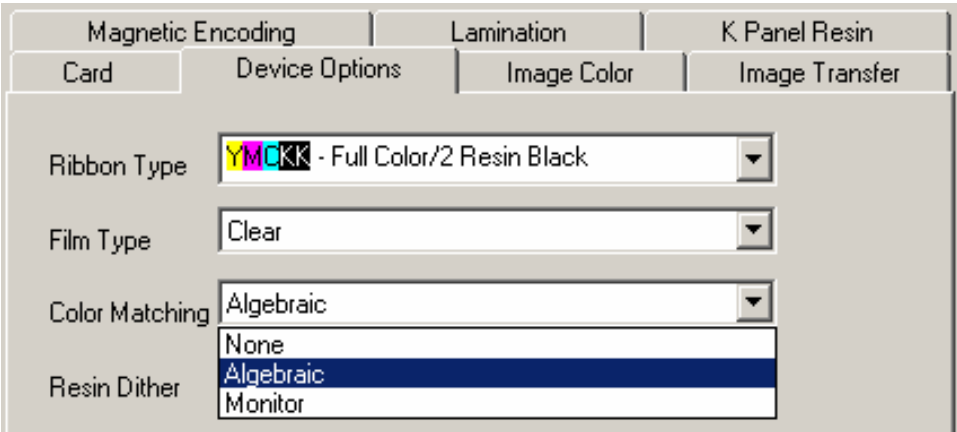 Magnetic Encoding Lamination K Panel Resin
Card Device Options Image Color Image Transfer
Ribbon Type YMCKK - Full Color/2 Resin Black
Film Type Clear
Color Matching Algebraic
None
Algebraic
Resin Dither
Monitor